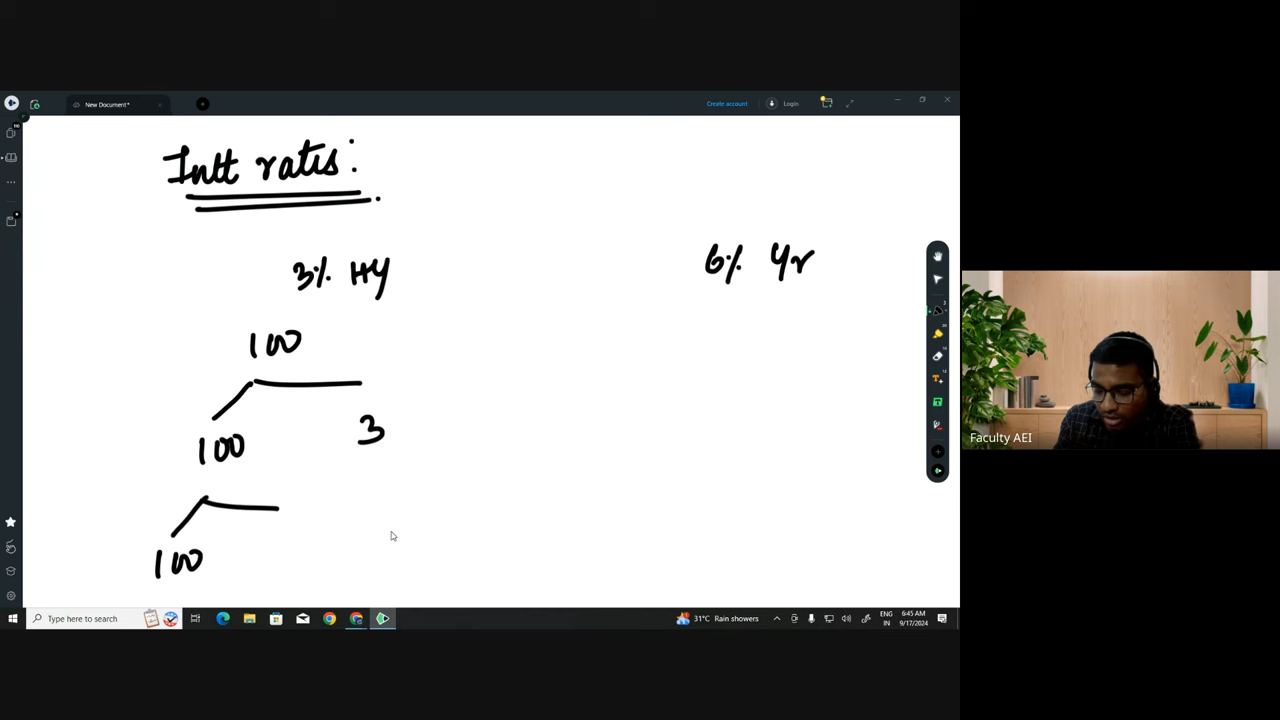 New Document*
Create account
Login
Intt rates:
3% HY
6% Yr
100
100
3
100
Faculty AEI
Type here to search
31°C Rain showers
ENG
IN
6:45 AM
9/17/2024